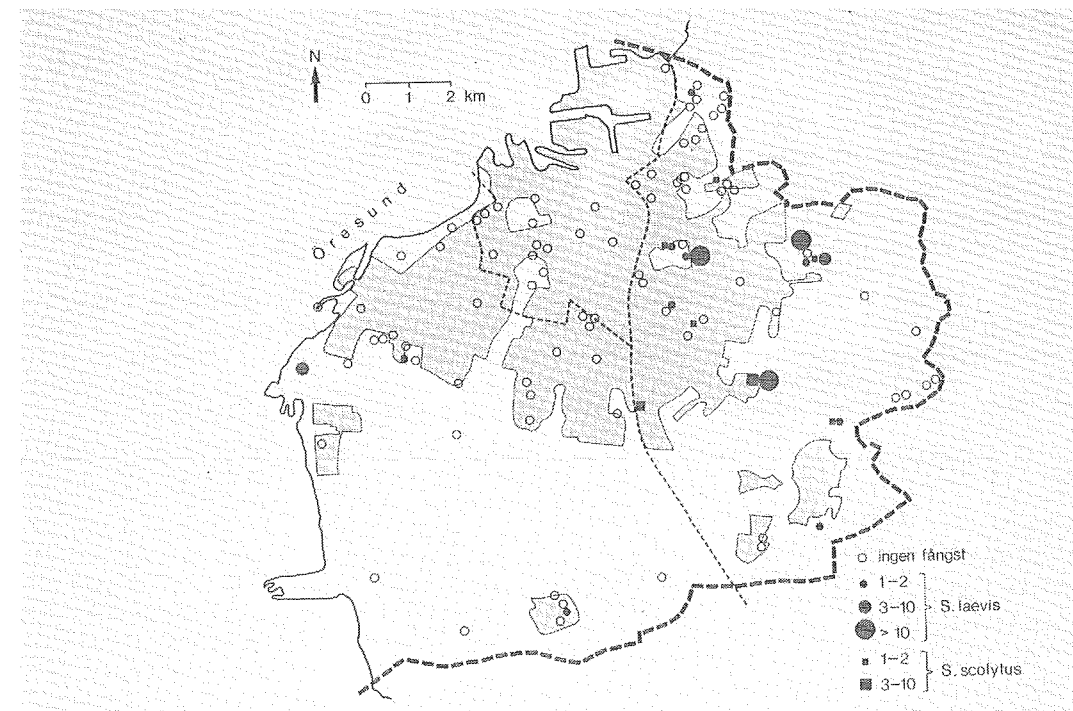 N
0 1 2 km
Öresund
ingen fångst
1-2
3-10
> 10
S. laevis
1-2
3-10
S. scolytus